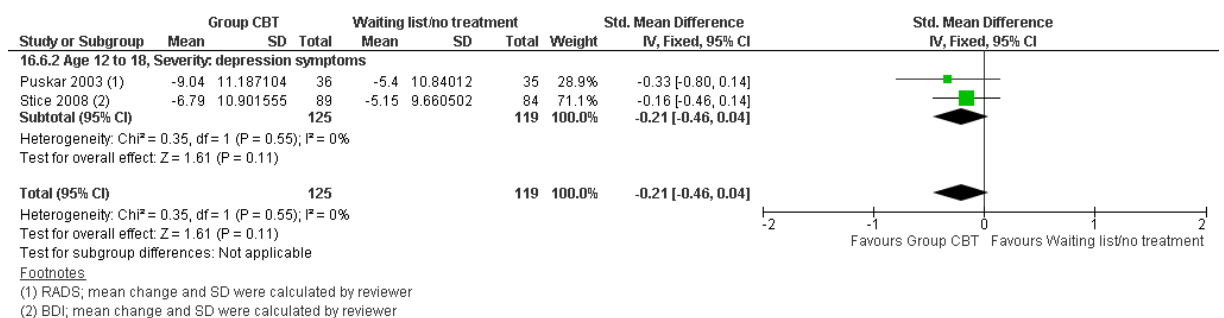 Group CBT Waiting list/no treatment Std. Mean Difference Std. Mean Difference
Study or Subgroup Mean SD Total Mean SD Total Weight IV, Fixed, 95% CI IV, Fixed, 95% CI
16.6.2 Age 12 to 18, Severity: depression symptoms
Puskar 2003 (1) -9.04 11.187104 36 -5.4 10.84012 35 28.9% -0.33 [-0.80, 0.14]
Stice 2008 (2) -6.79 10.901555 89 -5.15 9.660502 84 71.1% -0.16 [-0.46, 0.14]
Subtotal (95% CI) 125 119 100.0% -0.21 [-0.46, 0.04]
Heterogeneity: Chi² = 0.35, df = 1 (P = 0.55); I² = 0%
Test for overall effect: Z = 1.61 (P = 0.11)
Total (95% CI) 125 119 100.0% -0.21 [-0.46, 0.04]
Heterogeneity: Chi² = 0.35, df = 1 (P = 0.55); I² = 0%
Test for overall effect: Z = 1.61 (P = 0.11)
Test for subgroup differences: Not applicable
-2 -1 0 1 2
Favours Group CBT Favours Waiting list/no treatment
Footnotes
(1) RADS; mean change and SD were calculated by reviewer
(2) BDI; mean change and SD were calculated by reviewer